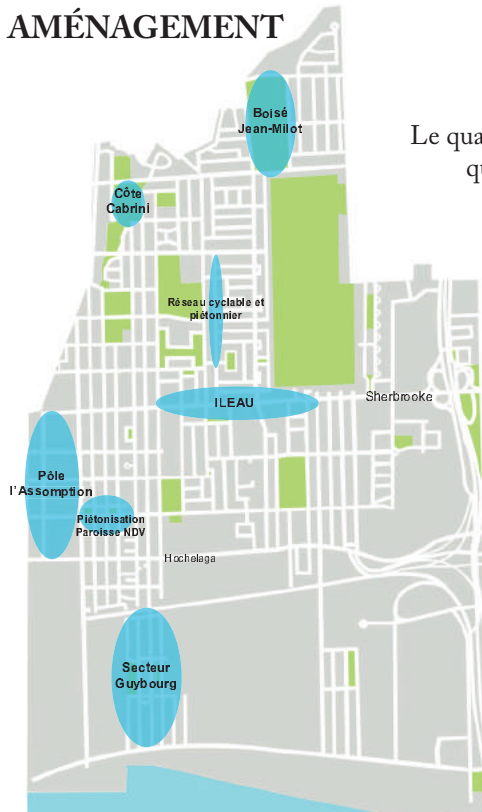 AMÉNAGEMENT
Boisé
Jean-Milot
Le qua
qu
Côte
Cabrini
Réseau cyclable et
piétonnier
ILEAU
Sherbrooke
Pôle
l'Assomption
Piétonisation
Paroisse NDV
Hochelaga
Secteur
Guybourg